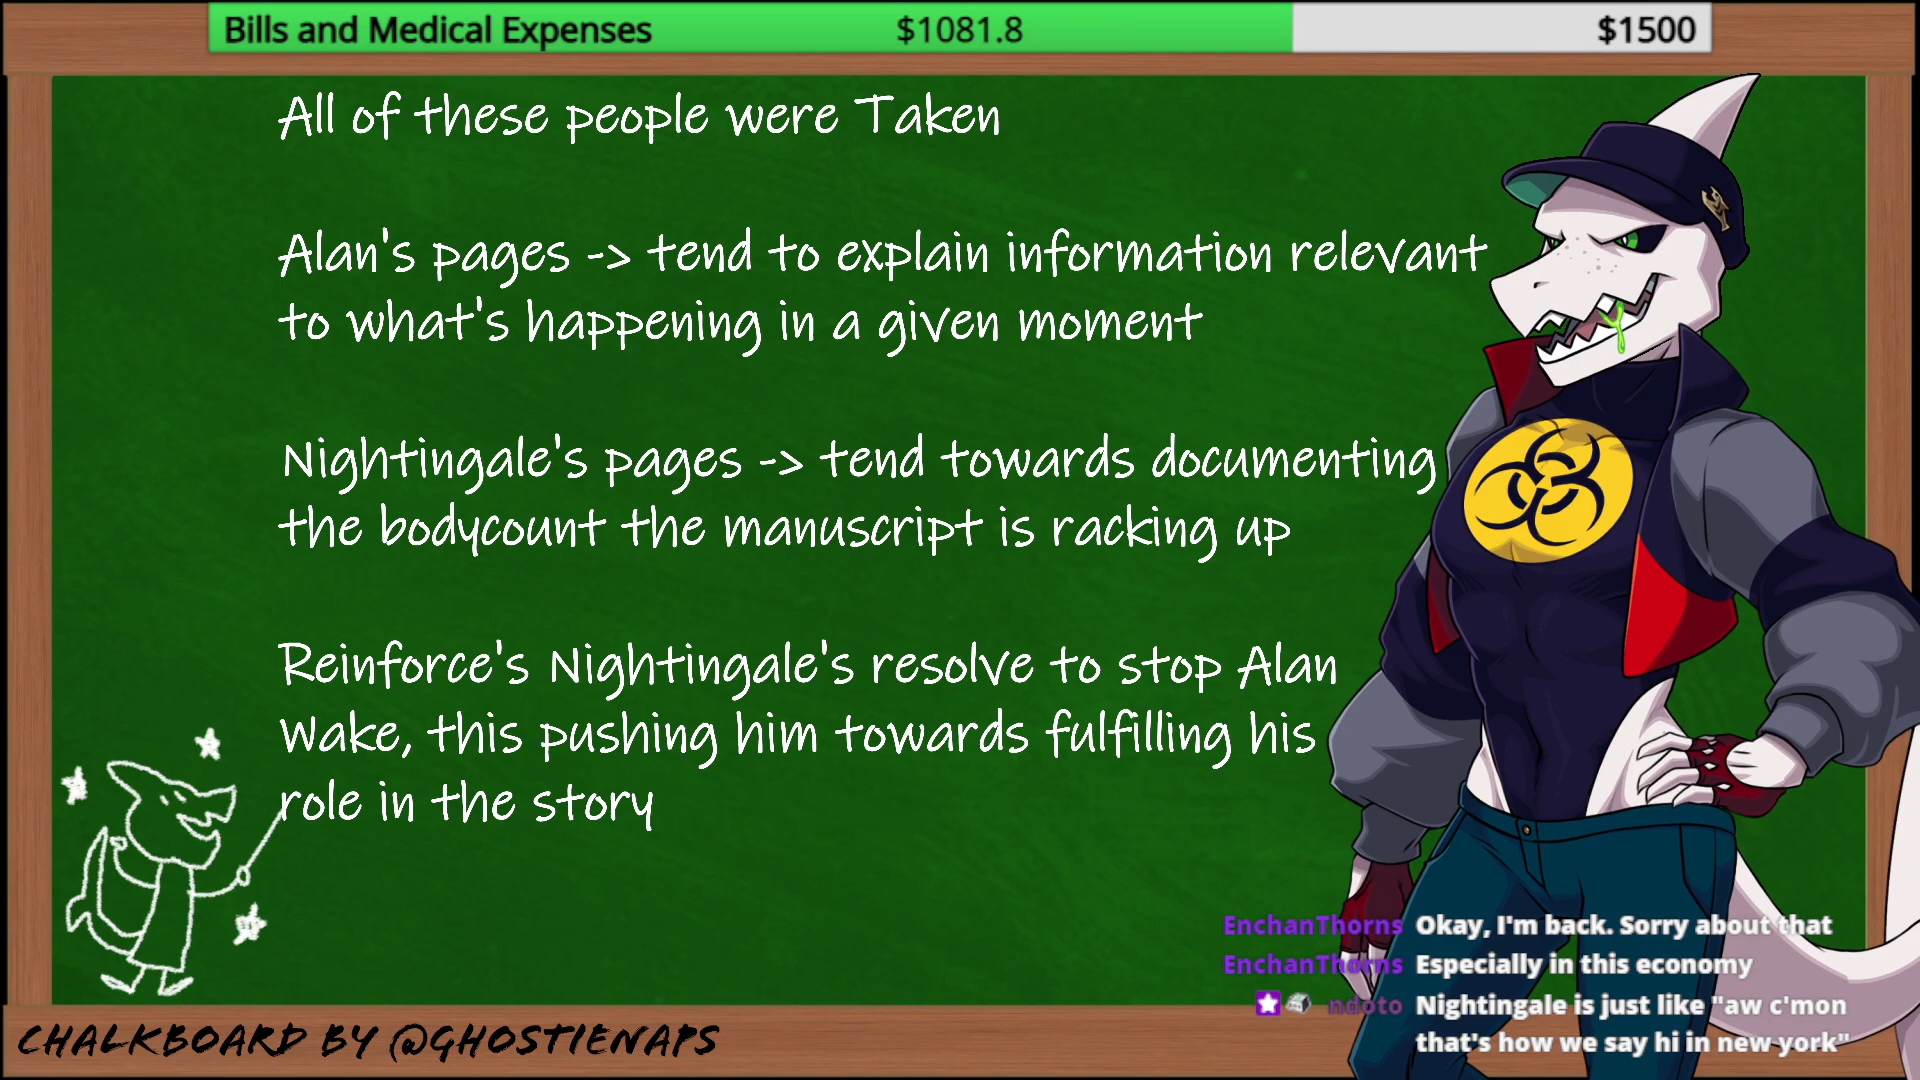 Bills and Medical Expenses $1081.8 $1500
All of these people were Taken
Alan's pages -> tend to explain information relevant
to what's happening in a given moment
Nightingale's pages -> tend towards documenting
the bodycount the manuscript is racking up
Reinforce's Nightingale's resolve to stop Alan
Wake, this pushing him towards fulfilling his
role in the story
EnchanThorns Okay, I'm back. Sorry about that
EnchanThorns Especially in this economy
ndoto Nightingale is just like "aw c'mon
that's how we say hi in new york"
CHALKBOARD BY @GHOSTIENAPS